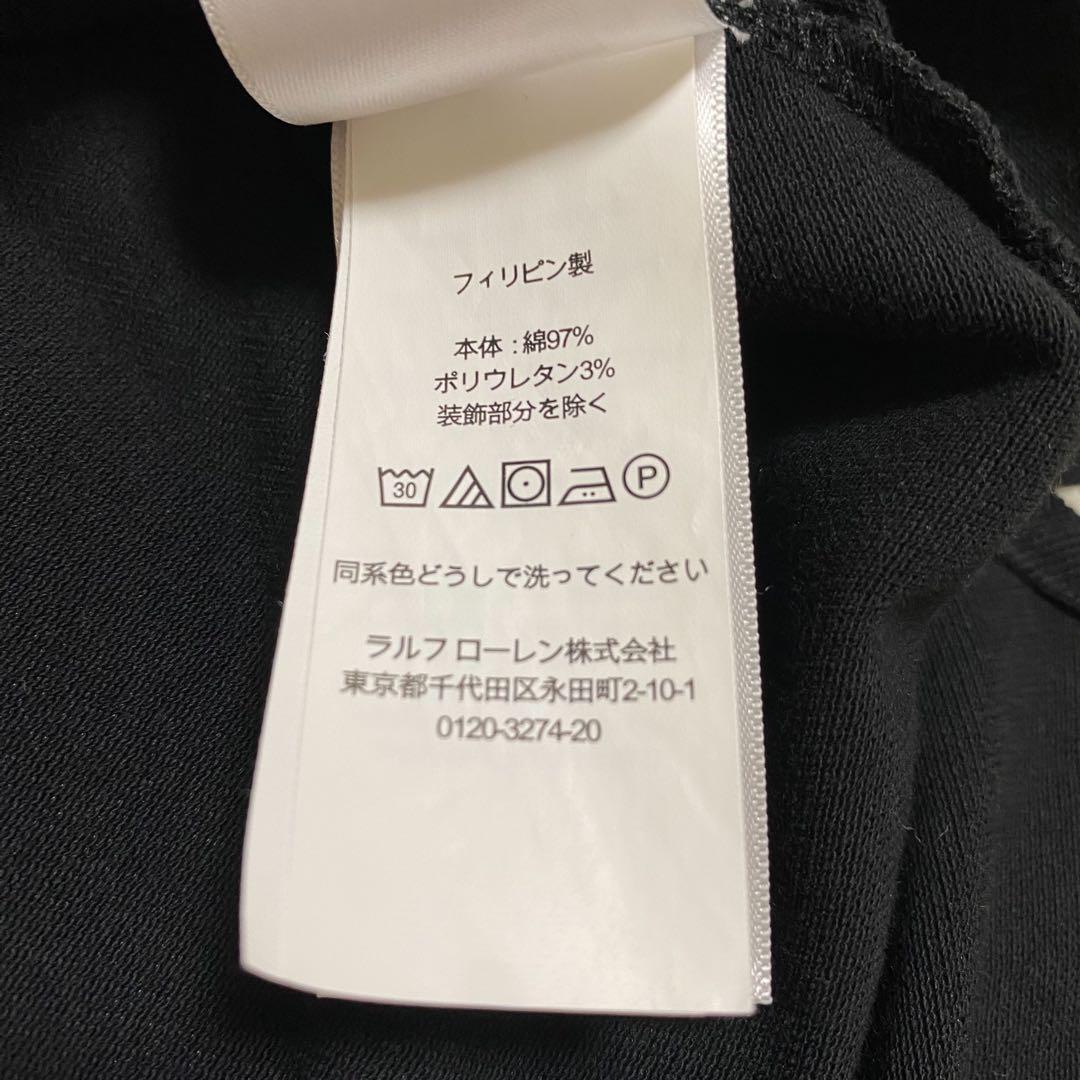 フィリピン製
本体 : 綿97%
ポリウレタン3%
装飾部分を除く
30 P
同系色どうしで洗ってください
ラルフ ローレン株式会社
東京都千代田区永田町2-10-1
0120-3274-20